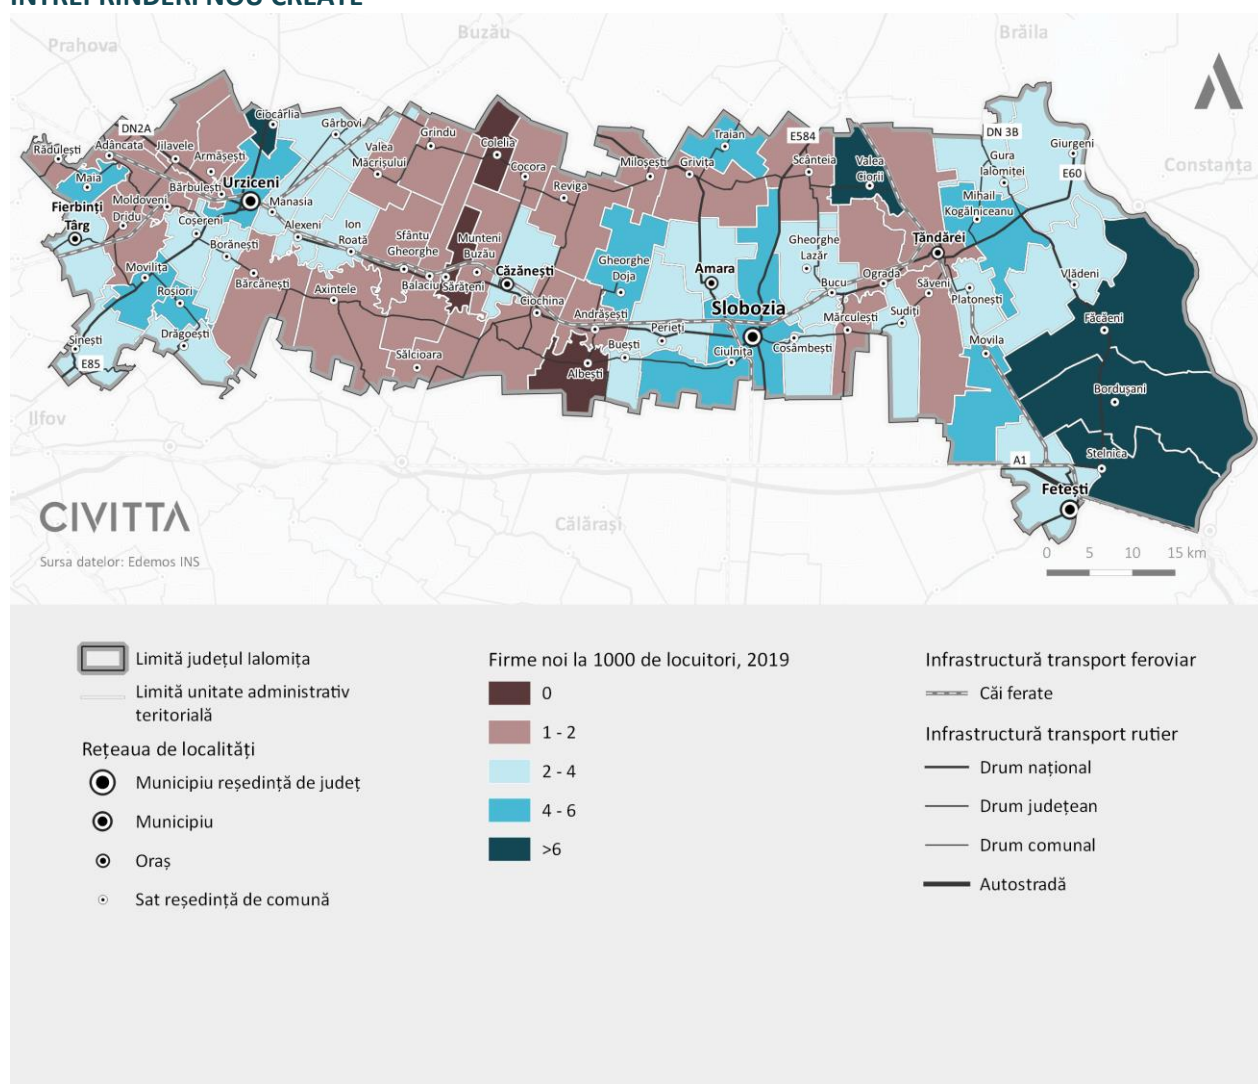 ÎNTREPRINDERI NOU CREATE
Prahova
Buzău
Brăila
Ciocârlia
Gârbovi
DN2A
Rădulești
Adâncata
Jilavele
Armășești
Valea
Măcrișului
Grindu
Colelia
Cocora
Traian
E584
Milosești
Grivița
Scânteia
Valea
Ciorii
DN 3B
Gura
Ialomiței
Giurgeni
E60
Constanța
Maia
Bărbulești
Urziceni
Reviga
Mihail
Kogălniceanu
Fierbinți
Târg
Moldoveni
Dridu
Coșereni
Manasia
Alexeni
Ion
Roată
Sfântu
Gheorghe
Munteni
Buzău
Gheorghe
Lazăr
Țăndărei
Borănești
Movilița
Bărcănești
Axintele
Balaciu
Sărățeni
Căzănești
Gheorghe
Doja
Amara
Bucu
Ograda
Săveni
Platonești
Vlădeni
Roșiori
Ciochina
Andrășești
Slobozia
Perieți
Mărculești
Sudiți
Făcăeni
Sinești
Drăgoești
E85
Sălcioara
Albești
Buești
Ciulnița
Cosâmbești
Movila
Bordușani
Ilfov
Stelnica
A1
Fetești
CIVITTA
Călărași
Sursa datelor: Edemos INS
0 5 10 15 km
Limită județul Ialomița
Limită unitate administrativ
teritorială
Rețeaua de localități
Municipiu reședință de județ
Municipiu
Oraș
Sat reședință de comună
Firme noi la 1000 de locuitori, 2019
0
1 - 2
2 - 4
4 - 6
>6
Infrastructură transport feroviar
Căi ferate
Infrastructură transport rutier
Drum național
Drum județean
Drum comunal
Autostradă